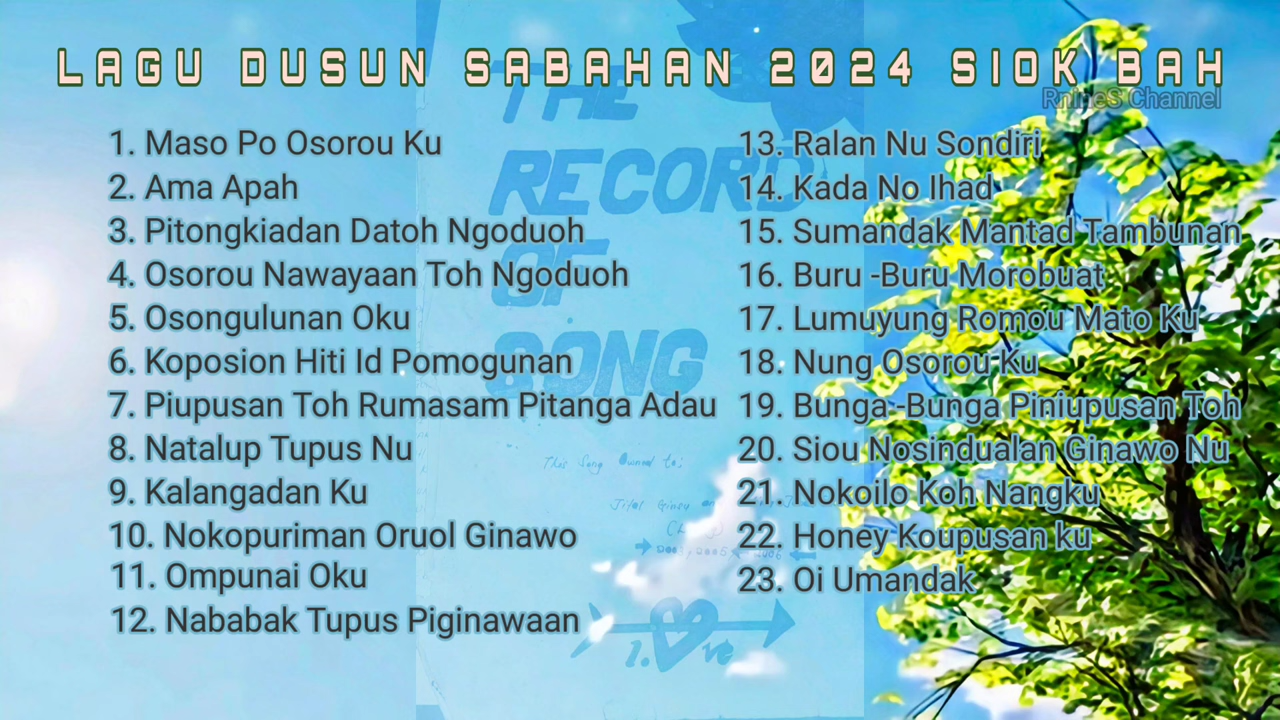 LAGU DUSUN SABAHAN 2024 SIOK BAH
RnineS Channel
1. Maso Po Osorou Ku
2. Ama Apah
3. Pitongkiadan Datoh Ngoduoh
4. Osorou Nawayaan Toh Ngoduoh
5. Osongulunan Oku
6. Koposion Hiti Id Pomogunan
7. Piupusan Toh Rumasam Pitanga Adau
8. Natalup Tupus Nu
9. Kalangadan Ku
10. Nokopuriman Oruol Ginawo
11. Ompunai Oku
12. Nababak Tupus Piginawaan
13. Ralan Nu Sondiri
14. Kada No Ihad
15. Sumandak Mantad Tambunan
16. Buru -Buru Morobuat
17. Lumuyung Romou Mato Ku
18. Nung Osorou Ku
19. Bunga -Bunga Piniupusan Toh
20. Siou Nosindualan Ginawo Nu
21. Nokoilo Koh Nangku
22. Honey Koupusan ku
23. Oi Umandak
THE
RECORD
OF
SONG
This Song Owned to;